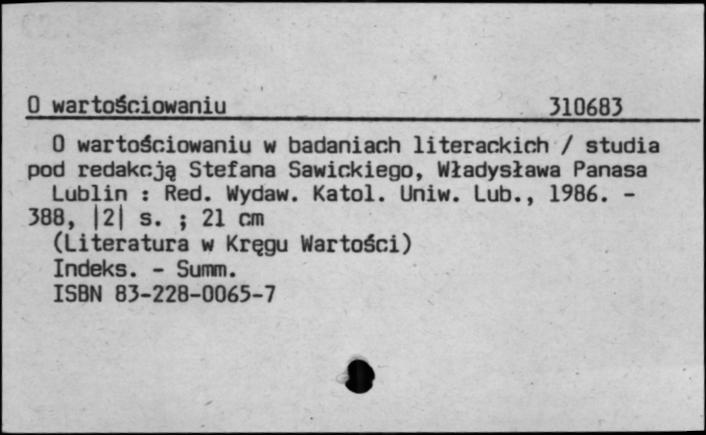 O wartościowaniu 310683
O wartościowaniu w badaniach literackich / studia
pod redakcją Stefana Sawickiego, Władysława Panasa
Lublin : Red. Wydaw. Katol. Uniw. Lub., 1986. -
388, |2| s. ; 21 cm
(Literatura w Kręgu Wartości)
Indeks. - Summ.
ISBN 83-228-0065-7